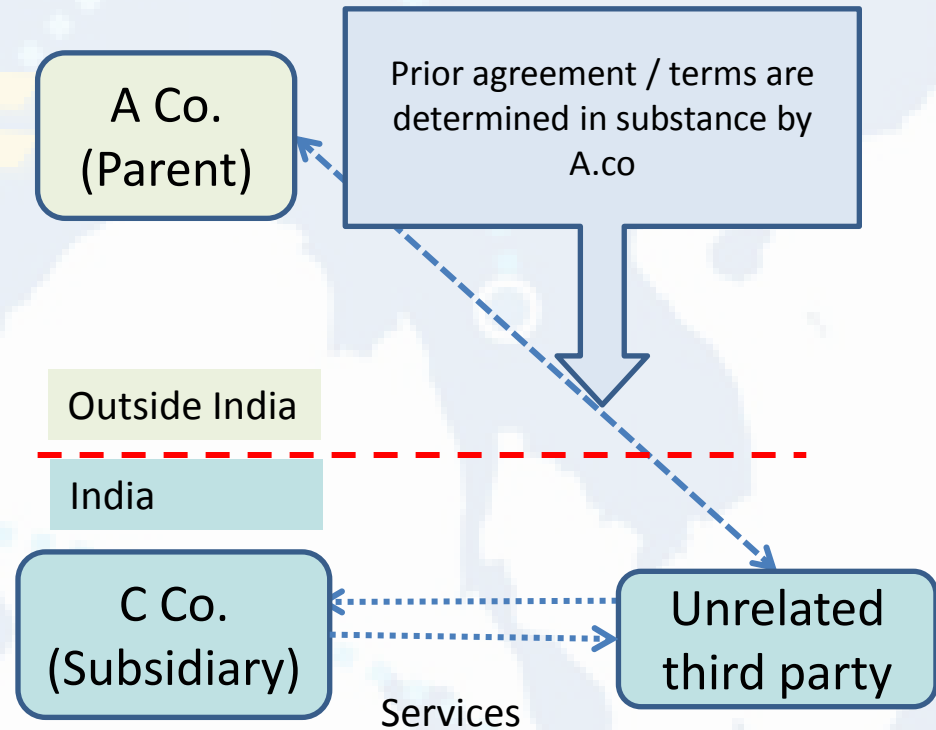 A Co.
(Parent)
Prior agreement / terms are
determined in substance by
A.co
Outside India
India
C Co.
(Subsidiary)
Unrelated
third party
Services